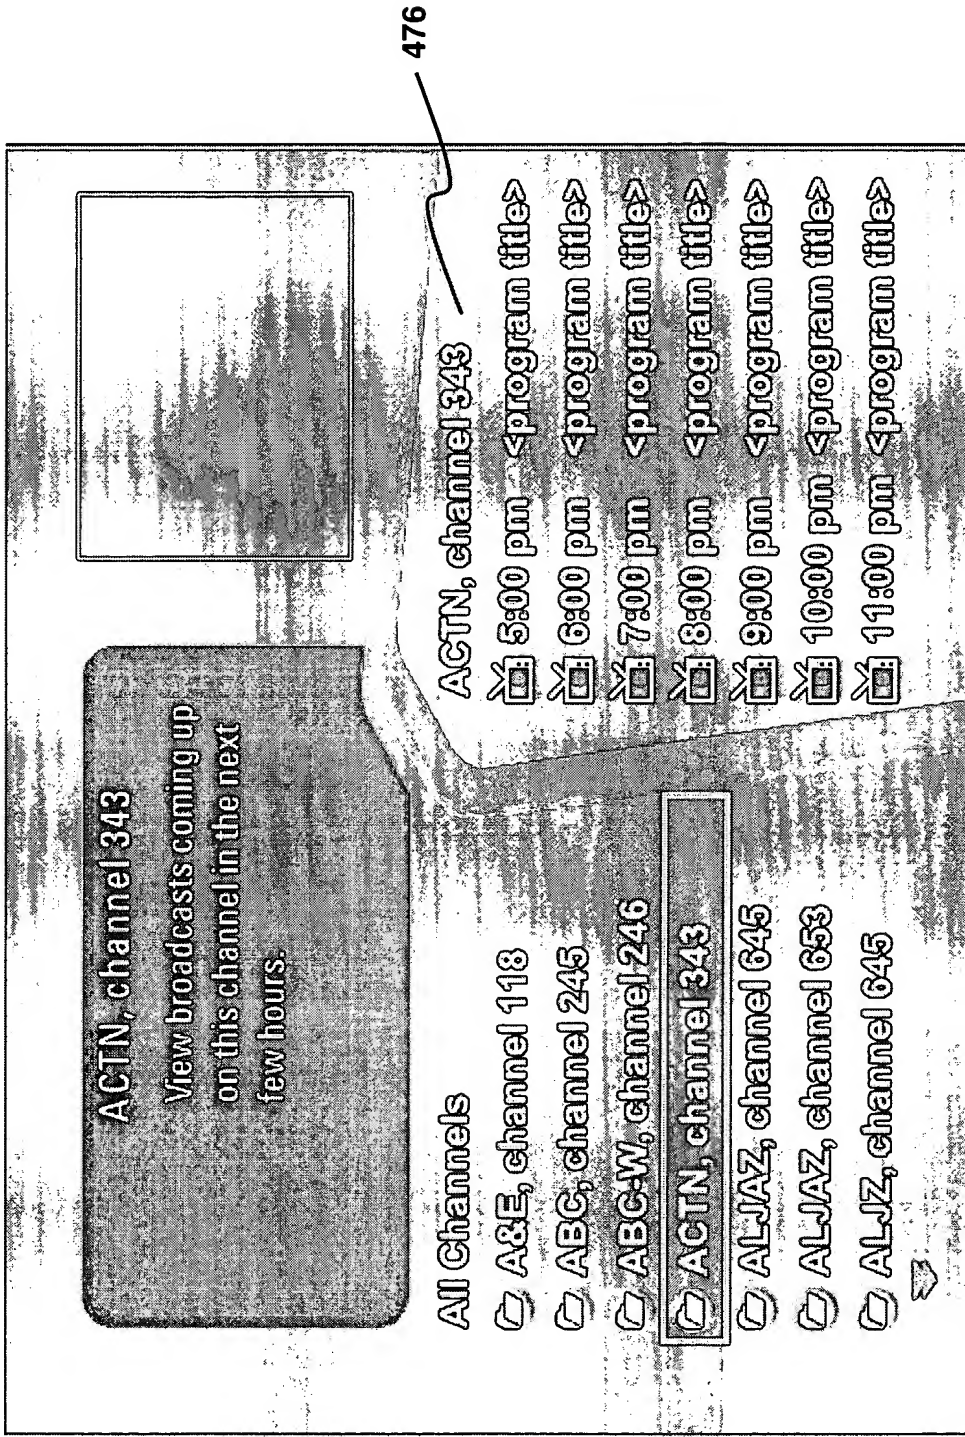 ACTN, channel 343
View broadcasts coming up
on this channel in the next
few hours.
All Channels
A&E, channel 118
ABC, channel 245
ABC-W, channel 246
ACTN, channel 343
ALJAZ, channel 645
ALJAZ, channel 653
ALJZ, channel 645
ACTN, channel 343
5:00 pm <program title>
6:00 pm <program title>
7:00 pm <program title>
8:00 pm <program title>
9:00 pm <program title>
10:00 pm <program title>
11:00 pm <program title>
476